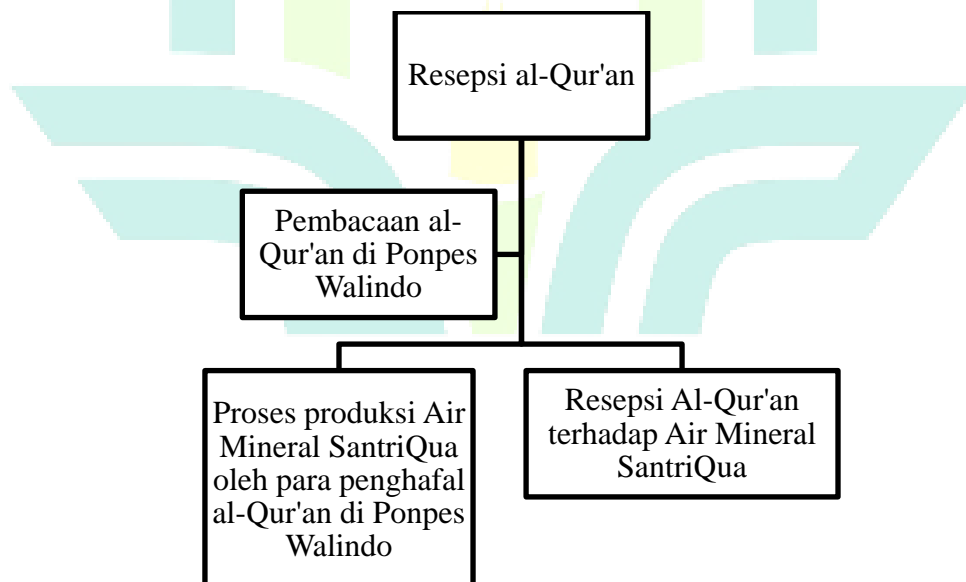 Resepsi al-Qur'an
Pembacaan al-
Qur'an di Ponpes
Walindo
Proses produksi Air
Mineral SantriQua
oleh para penghafal
al-Qur'an di Ponpes
Walindo
Resepsi Al-Qur'an
terhadap Air Mineral
SantriQua